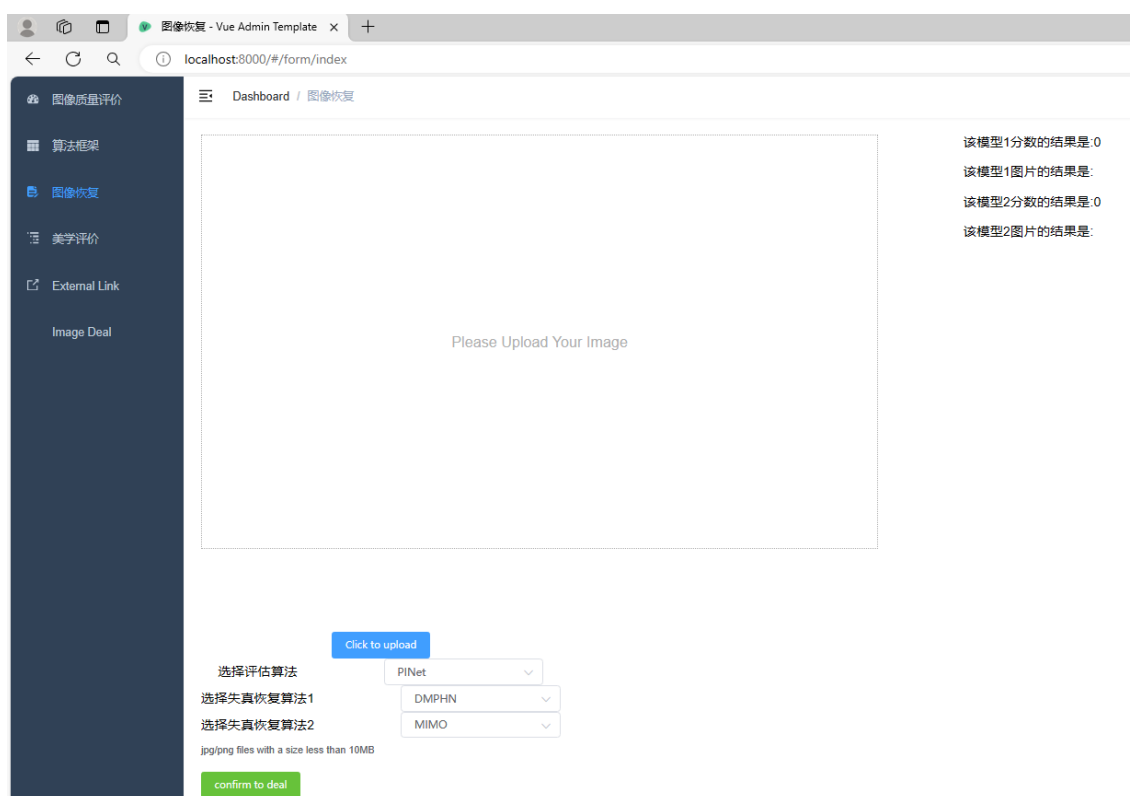 图像恢复 - Vue Admin Template
localhost:8000/#/form/index
图像质量评价
算法框架
图像恢复
美学评价
External Link
Image Deal
Dashboard / 图像恢复
Please Upload Your Image
该模型1分数的结果是:0
该模型1图片的结果是:
该模型2分数的结果是:0
该模型2图片的结果是:
Click to upload
选择评估算法 PINet
选择失真恢复算法1 DMPHN
选择失真恢复算法2 MIMO
jpg/png files with a size less than 10MB
confirm to deal